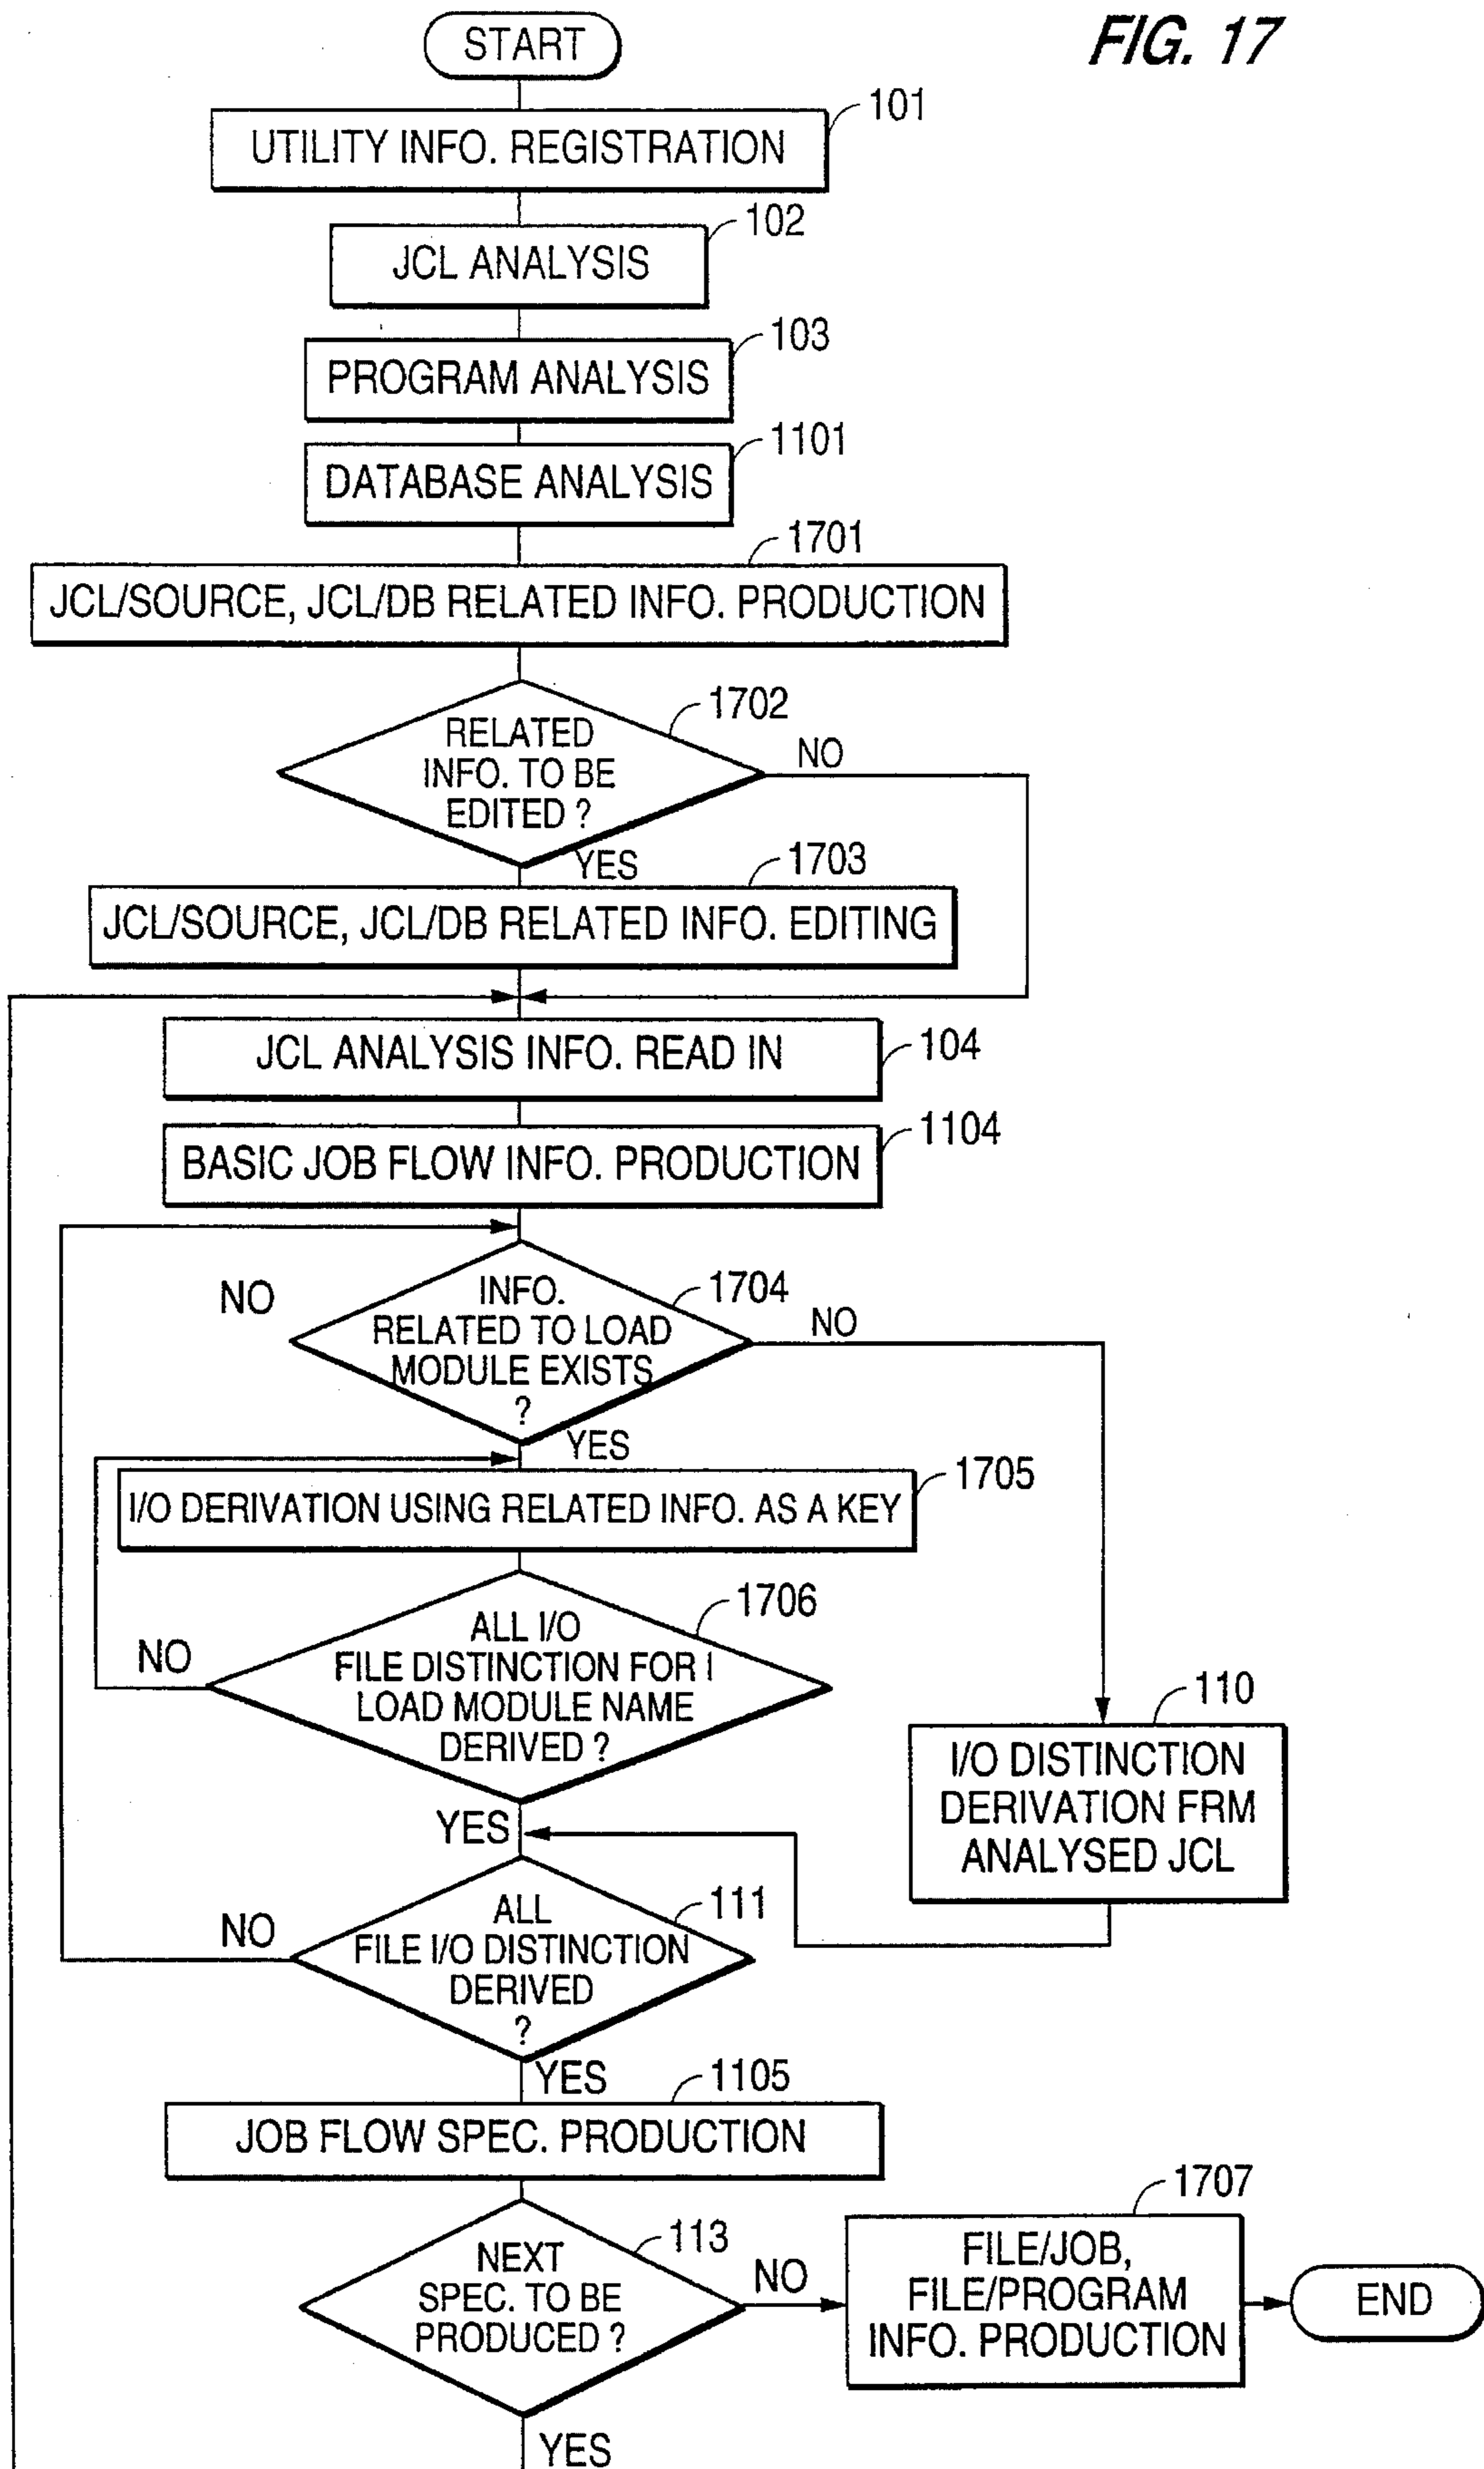 FIG. 17
START
101
UTILITY INFO. REGISTRATION
102
JCL ANALYSIS
103
PROGRAM ANALYSIS
1101
DATABASE ANALYSIS
1701
JCL/SOURCE, JCL/DB RELATED INFO. PRODUCTION
1702
RELATED
INFO. TO BE
EDITED ?
NO
YES
1703
JCL/SOURCE, JCL/DB RELATED INFO. EDITING
JCL ANALYSIS INFO. READ IN
104
BASIC JOB FLOW INFO. PRODUCTION
1104
NO
INFO.
RELATED TO LOAD
MODULE EXISTS
?
1704
NO
YES
1705
I/O DERIVATION USING RELATED INFO. AS A KEY
1706
ALL I/O
FILE DISTINCTION FOR I
LOAD MODULE NAME
DERIVED ?
NO
YES
110
I/O DISTINCTION
DERIVATION FRM
ANALYSED JCL
111
ALL
FILE I/O DISTINCTION
DERIVED
?
NO
YES
1105
JOB FLOW SPEC. PRODUCTION
113
NEXT
SPEC. TO BE
PRODUCED ?
NO
1707
FILE/JOB,
FILE/PROGRAM
INFO. PRODUCTION
END
YES